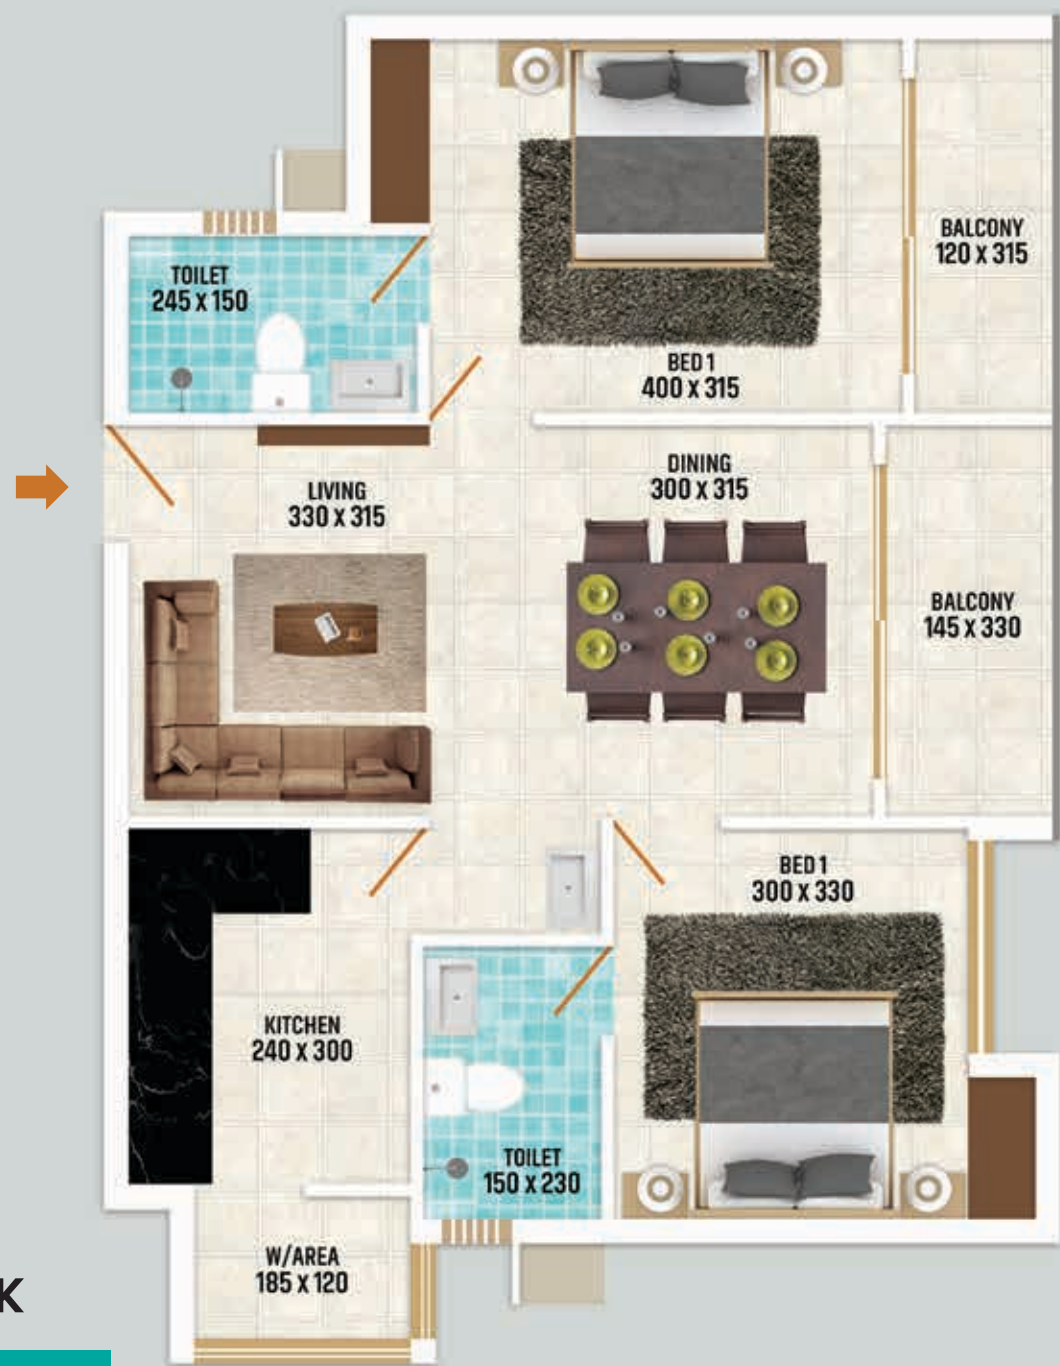 BALCONY
120 x 315
TOILET
245 x 150
BED 1
400 x 315
DINING
300 x 315
LIVING
330 x 315
BALCONY
145 x 330
BED 1
300 x 330
KITCHEN
240 x 300
TOILET
150 x 230
W/AREA
185 x 120
K